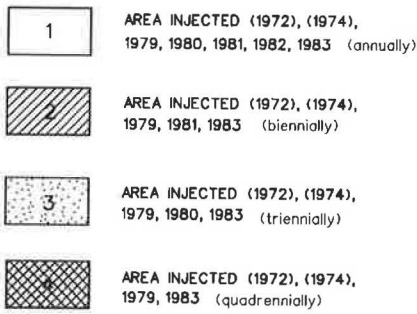 1 AREA INJECTED (1972), (1974),
1979, 1980, 1981, 1982, 1983 (annually)
2 AREA INJECTED (1972), (1974),
1979, 1981, 1983 (biennially)
3 AREA INJECTED (1972), (1974),
1979, 1980, 1983 (triennially)
4 AREA INJECTED (1972), (1974),
1979, 1983 (quadrennially)